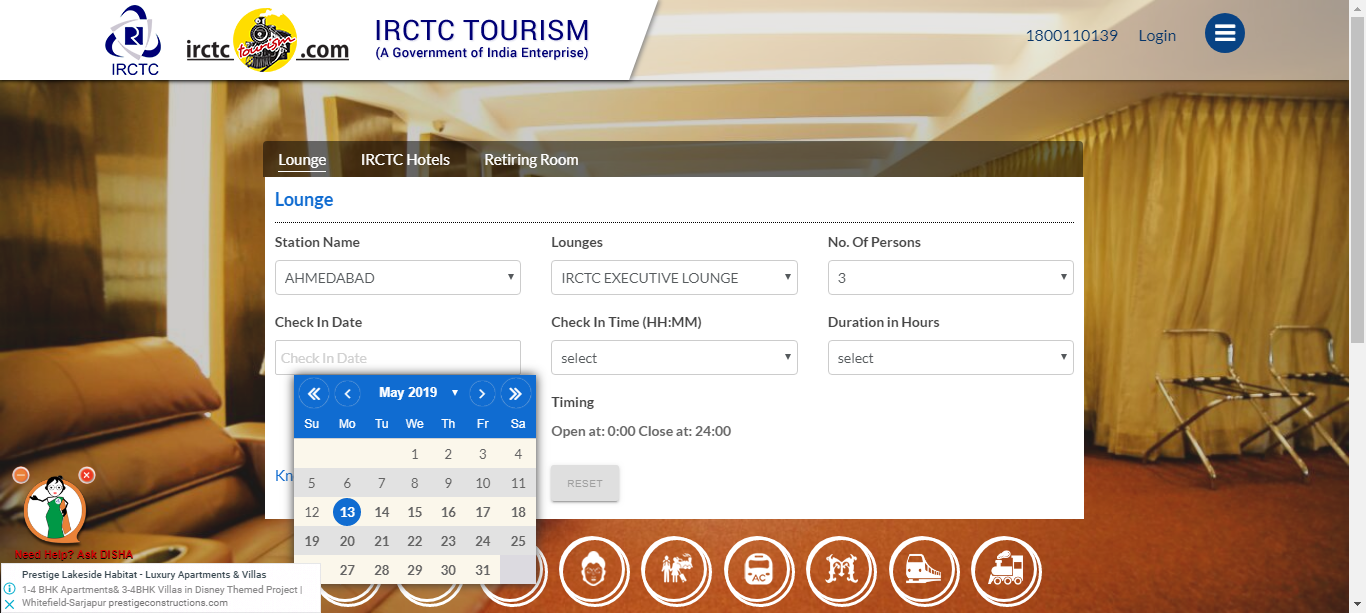 IRCTC
irctc tourism .com
IRCTC TOURISM
(A Government of India Enterprise)
1800110139 Login
Lounge IRCTC Hotels Retiring Room
Lounge
Station Name Lounges No. Of Persons
AHMEDABAD IRCTC EXECUTIVE LOUNGE 3
Check In Date Check In Time (HH:MM) Duration in Hours
Check In Date select select
May 2019
Su Mo Tu We Th Fr Sa
1 2 3 4
5 6 7 8 9 10 11
12 13 14 15 16 17 18
19 20 21 22 23 24 25
27 28 29 30 31
Timing
Open at: 0:00 Close at: 24:00
Kn
RESET
Need Help? Ask DISHA
AC
Prestige Lakeside Habitat - Luxury Apartments & Villas
1-4 BHK Apartments& 3-4BHK Villas in Disney Themed Project |
Whitefield-Sarjapur prestigeconstructions.com